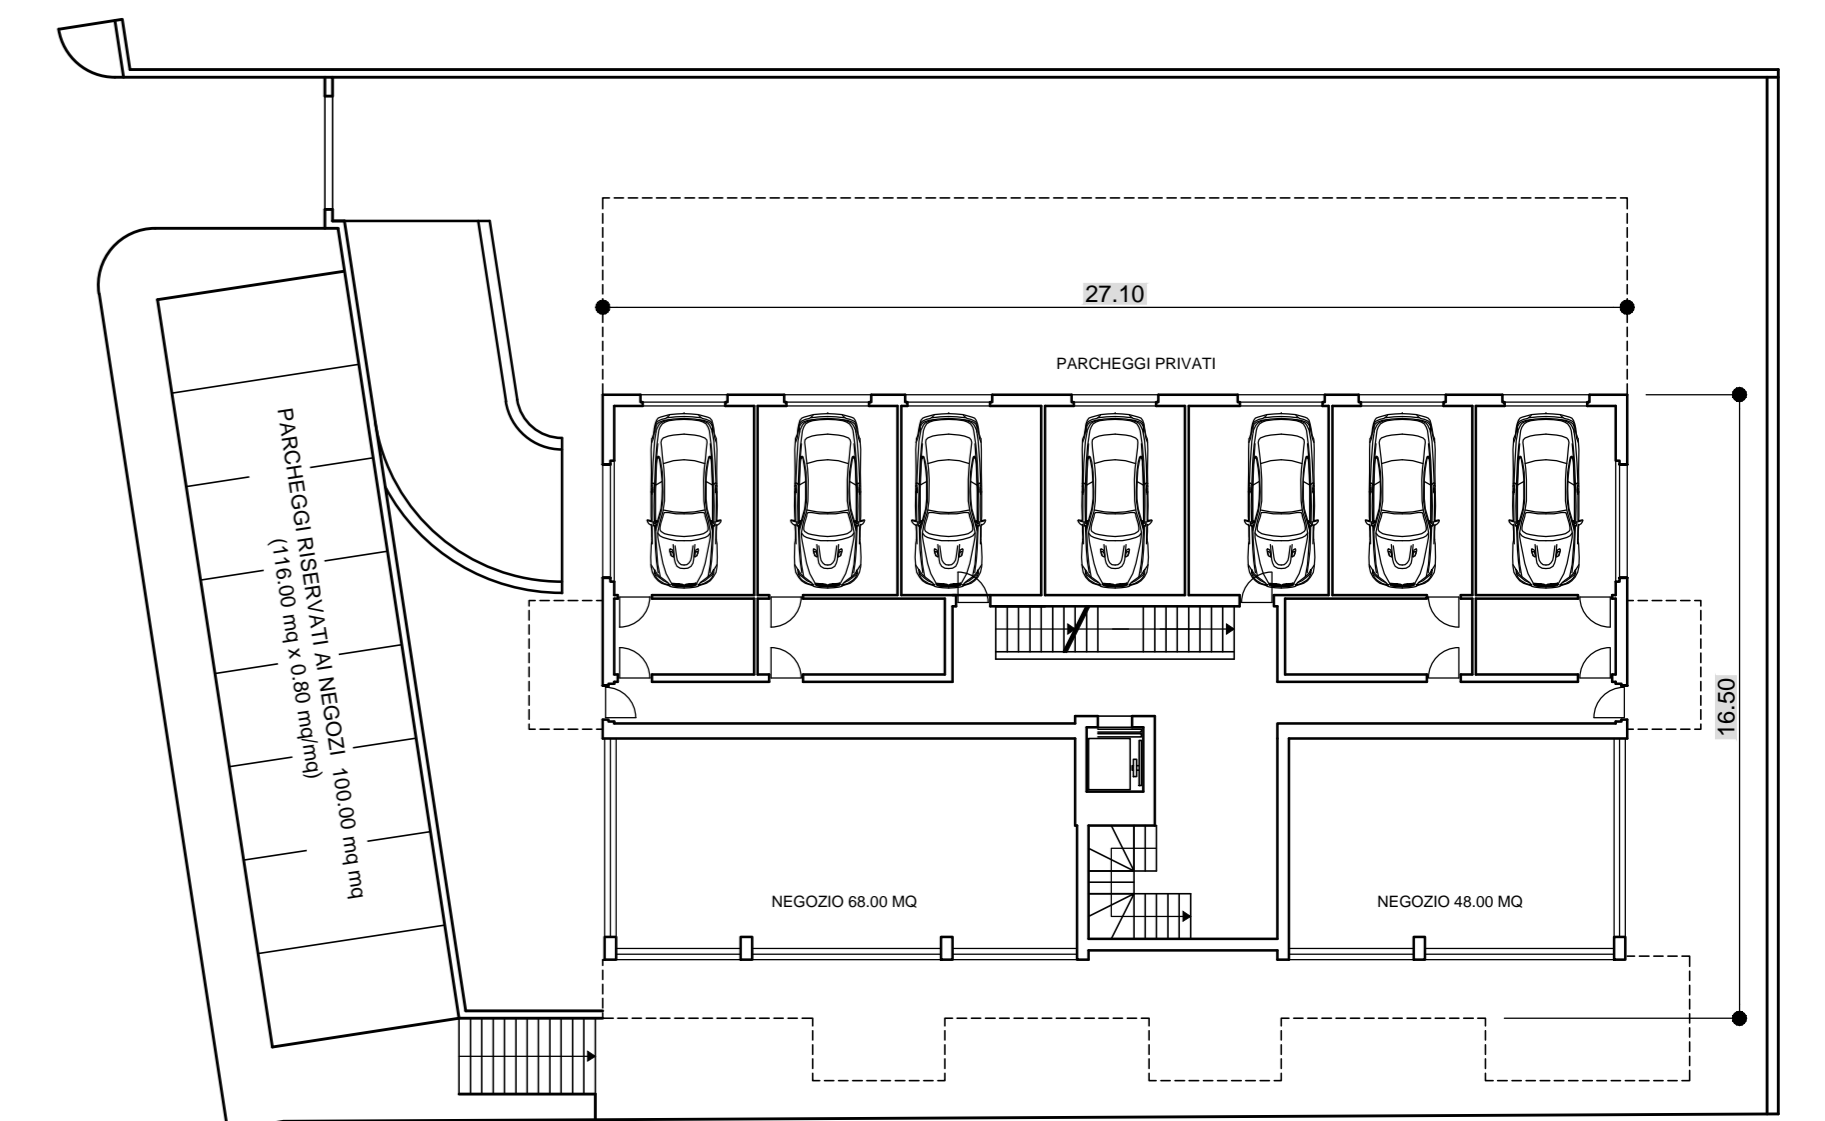 27.10
PARCHEGGI PRIVATI
PARCHEGGI RISERVATI AI NEGOZI 100.00 mq mq
(116.00 mq x 0.80 mq/mq)
16.50
NEGOZIO 68.00 MQ
NEGOZIO 48.00 MQ